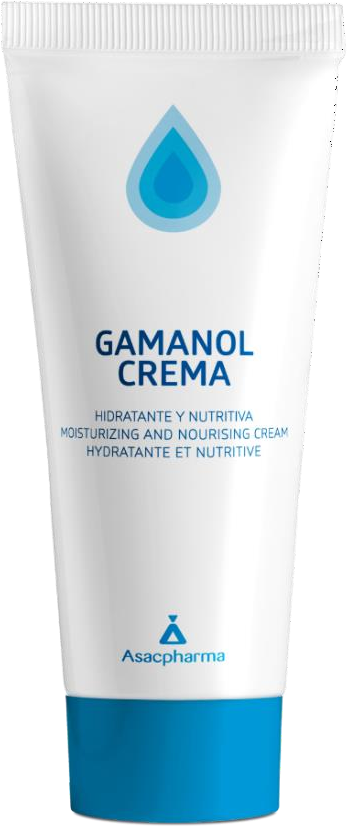 GAMANOL
CREMA
HIDRATANTE Y NUTRITIVA
MOISTURIZING AND NOURISING CREAM
HYDRATANTE ET NUTRITIVE
Asacpharma